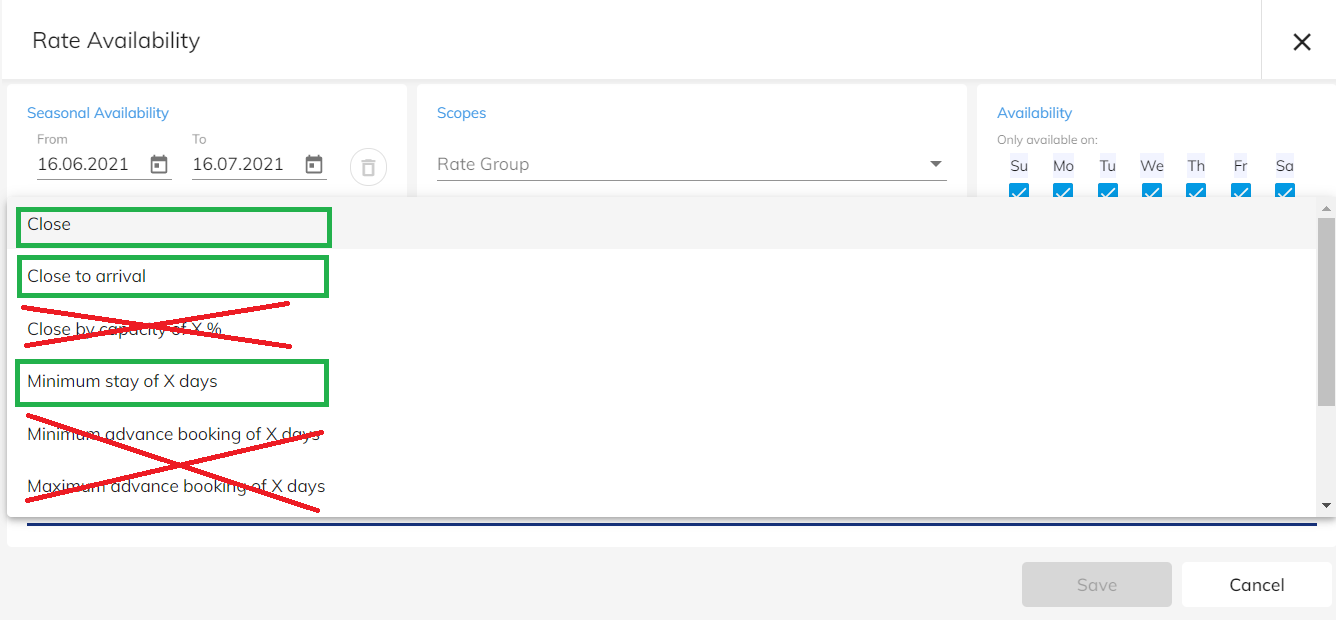 Rate Availability
Seasonal Availability
From To
16.06.2021 16.07.2021
Scopes
Rate Group
Availability
Only available on:
Su Mo Tu We Th Fr Sa
Close
Close to arrival
Close by capacity of X %
Minimum stay of X days
Minimum advance booking of X days
Maximum advance booking of X days
Save Cancel